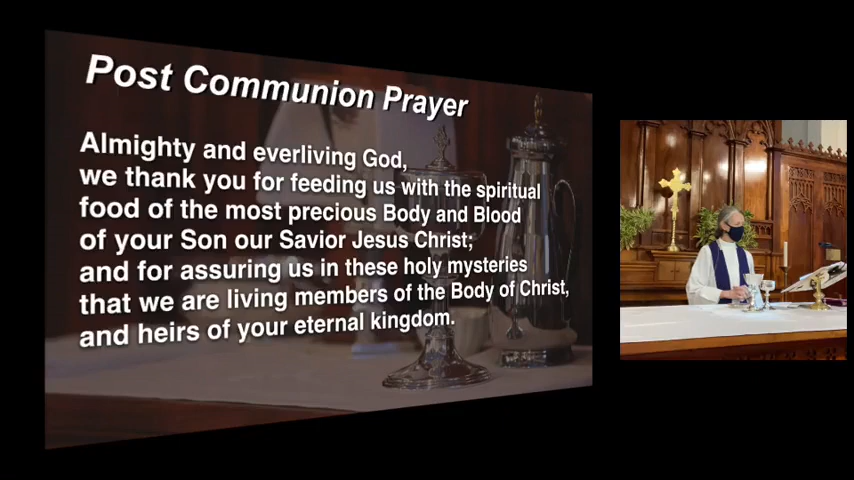 Post Communion Prayer
Almighty and everliving God,
we thank you for feeding us with the spiritual
food of the most precious Body and Blood
of your Son our Savior Jesus Christ;
and for assuring us in these holy mysteries
that we are living members of the Body of Christ,
and heirs of your eternal kingdom.